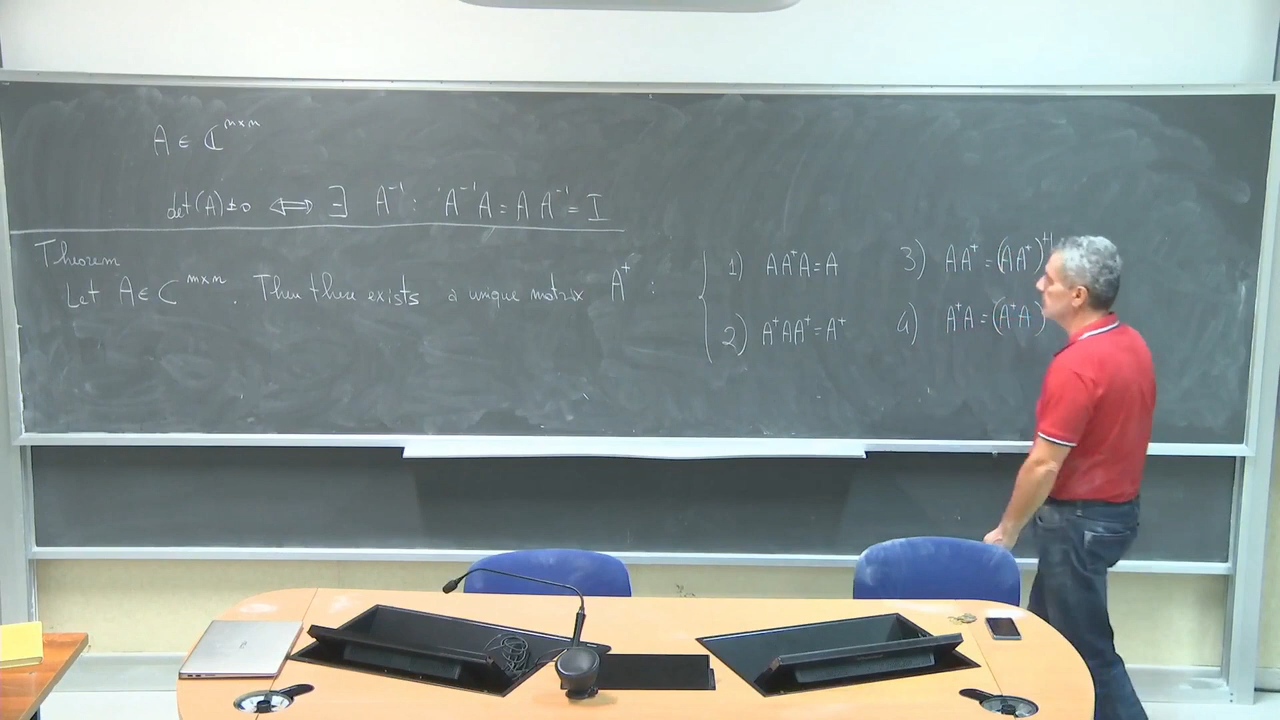 A ∈ ℂ^{n×n}
det(A) ≠ 0 ⟺ ∃ A⁻¹ : A⁻¹A = A A⁻¹ = I
Theorem
Let A ∈ ℂ^{m×n}. Then there exists a unique matrix A⁺ :
1) AA⁺A = A
2) A⁺AA⁺ = A⁺
3) AA⁺ = (AA⁺)^H
4) A⁺A = (A⁺A)